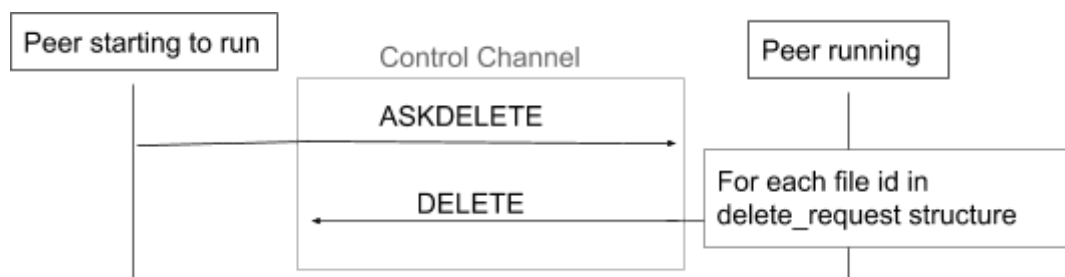 Peer starting to run
Control Channel
Peer running
ASKDELETE
For each file id in
delete_request structure
DELETE